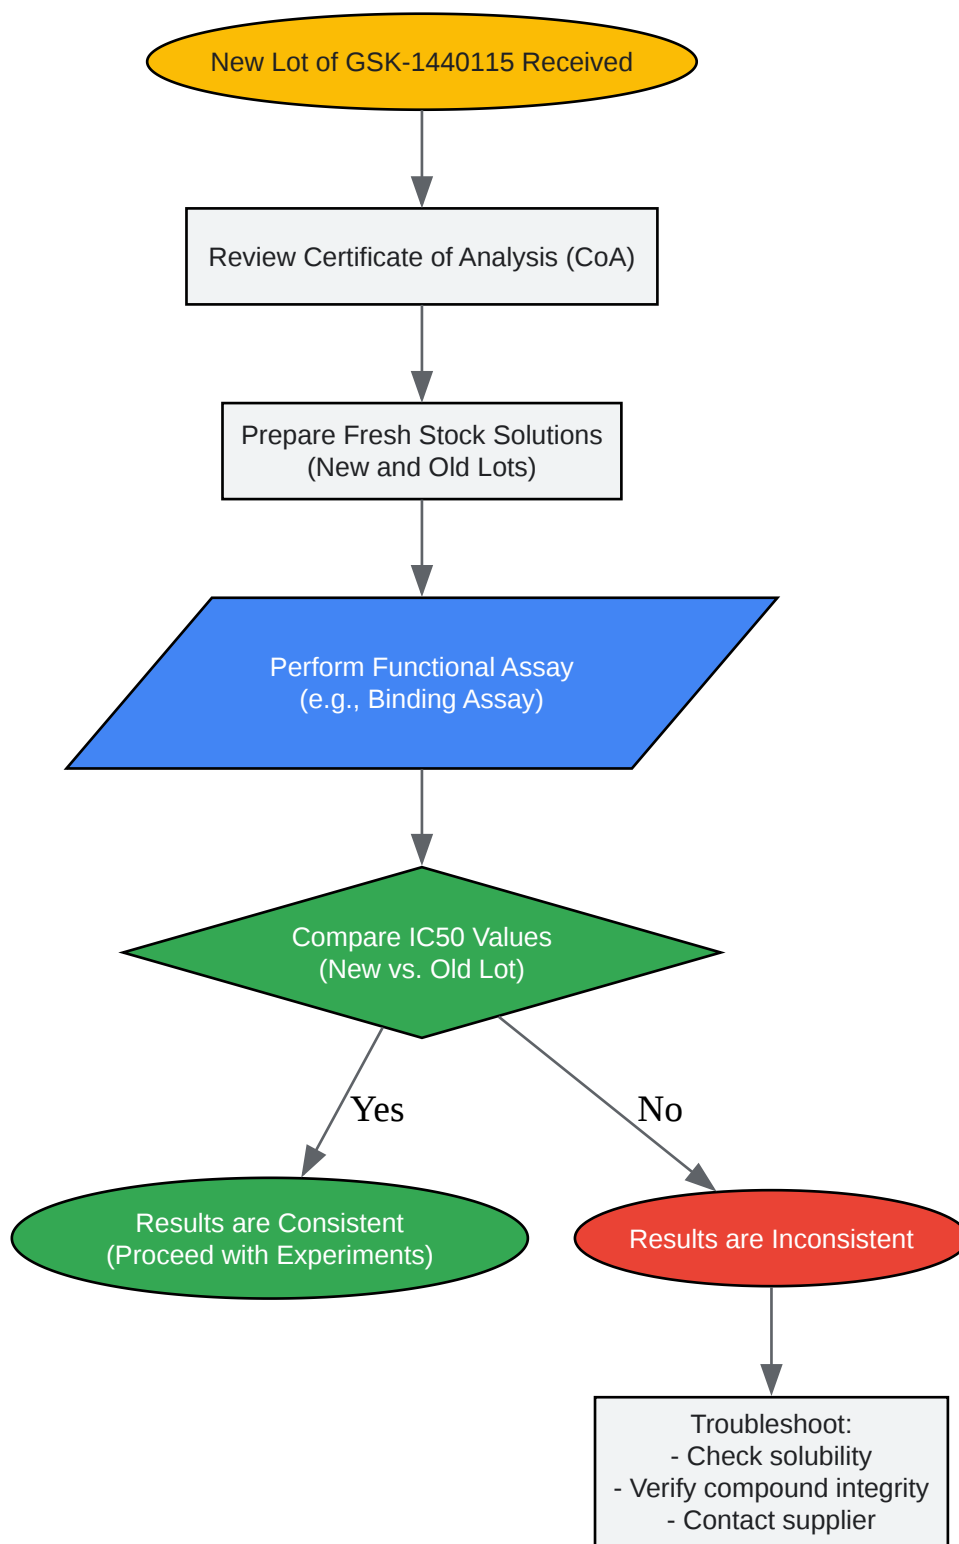 New Lot of GSK-1440115 Received
Review Certificate of Analysis (CoA)
Prepare Fresh Stock Solutions
(New and Old Lots)
Perform Functional Assay
(e.g., Binding Assay)
Compare IC50 Values
(New vs. Old Lot)
Yes
No
Results are Consistent
(Proceed with Experiments)
Results are Inconsistent
Troubleshoot:
- Check solubility
- Verify compound integrity
- Contact supplier